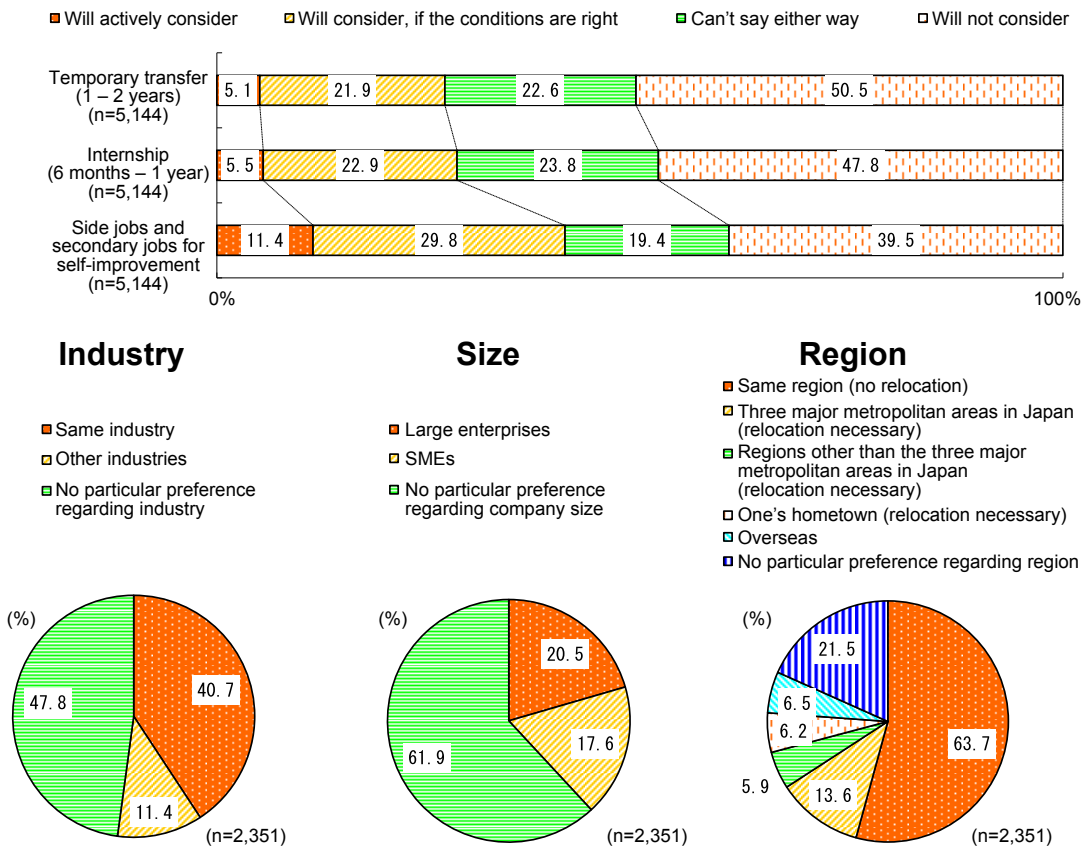 Will actively consider
Will consider, if the conditions are right
Can't say either way
Will not consider
Temporary transfer
(1 – 2 years)
(n=5,144)
5.1
21.9
22.6
50.5
Internship
(6 months – 1 year)
(n=5,144)
5.5
22.9
23.8
47.8
Side jobs and
secondary jobs for
self-improvement
(n=5,144)
11.4
29.8
19.4
39.5
0%
100%
Industry
Same industry
Other industries
No particular preference
regarding industry
(%)
47.8
40.7
11.4
(n=2,351)
Size
Large enterprises
SMEs
No particular preference
regarding company size
(%)
20.5
17.6
61.9
(n=2,351)
Region
Same region (no relocation)
Three major metropolitan areas in Japan
(relocation necessary)
Regions other than the three major
metropolitan areas in Japan
(relocation necessary)
One's hometown (relocation necessary)
Overseas
No particular preference regarding region
(%)
21.5
6.5
6.2
5.9
13.6
63.7
(n=2,351)